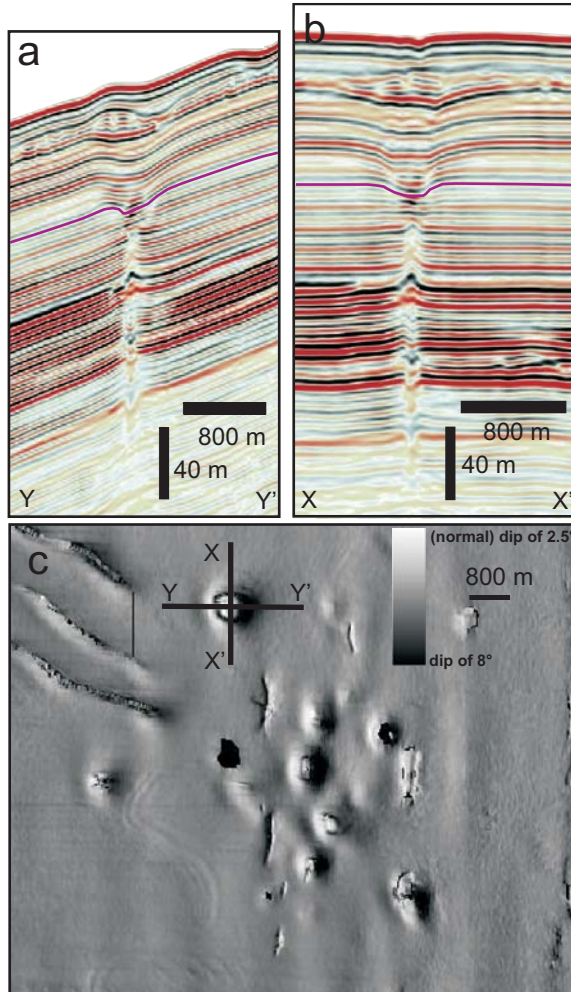 a
800 m
40 m
Y
Y'
b
800 m
40 m
X
X'
c
X
Y
Y'
X'
(normal) dip of 2.5°
800 m
dip of 8°